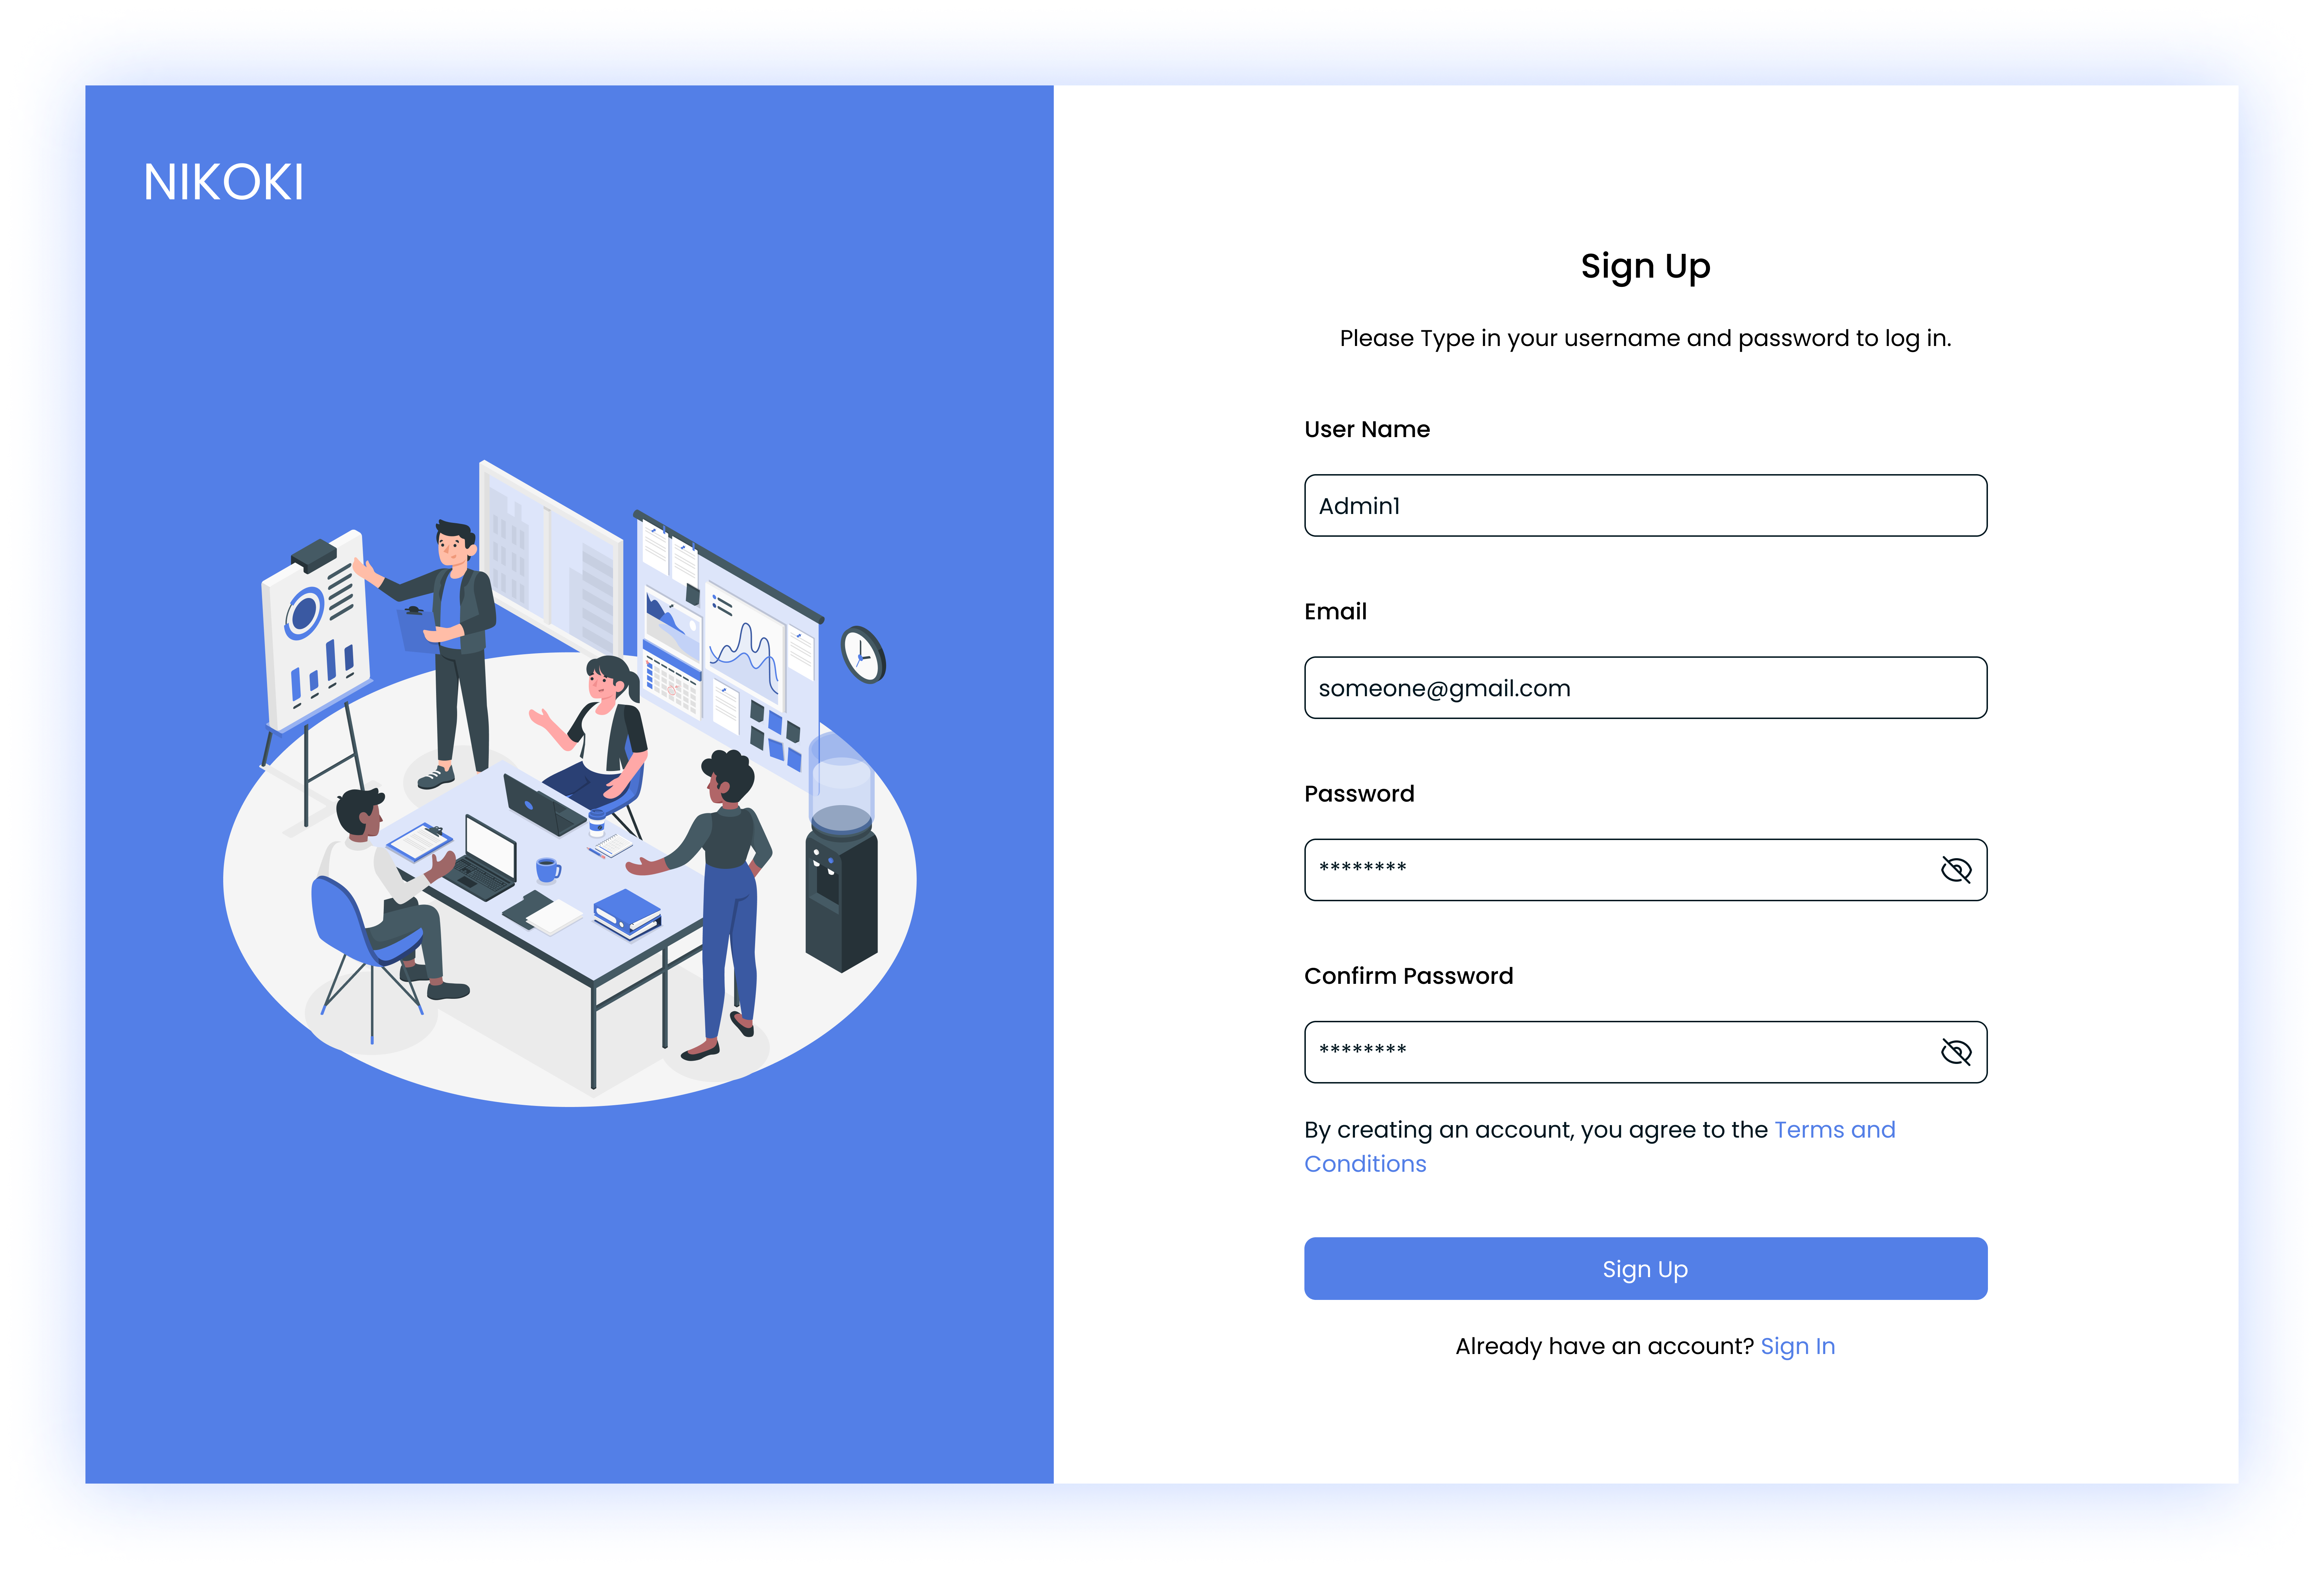 NIKOKI
Sign Up
Please Type in your username and password to log in.
User Name
Admin1
Email
someone@gmail.com
Password
********
Confirm Password
********
By creating an account, you agree to the Terms and
Conditions
Sign Up
Already have an account? Sign In